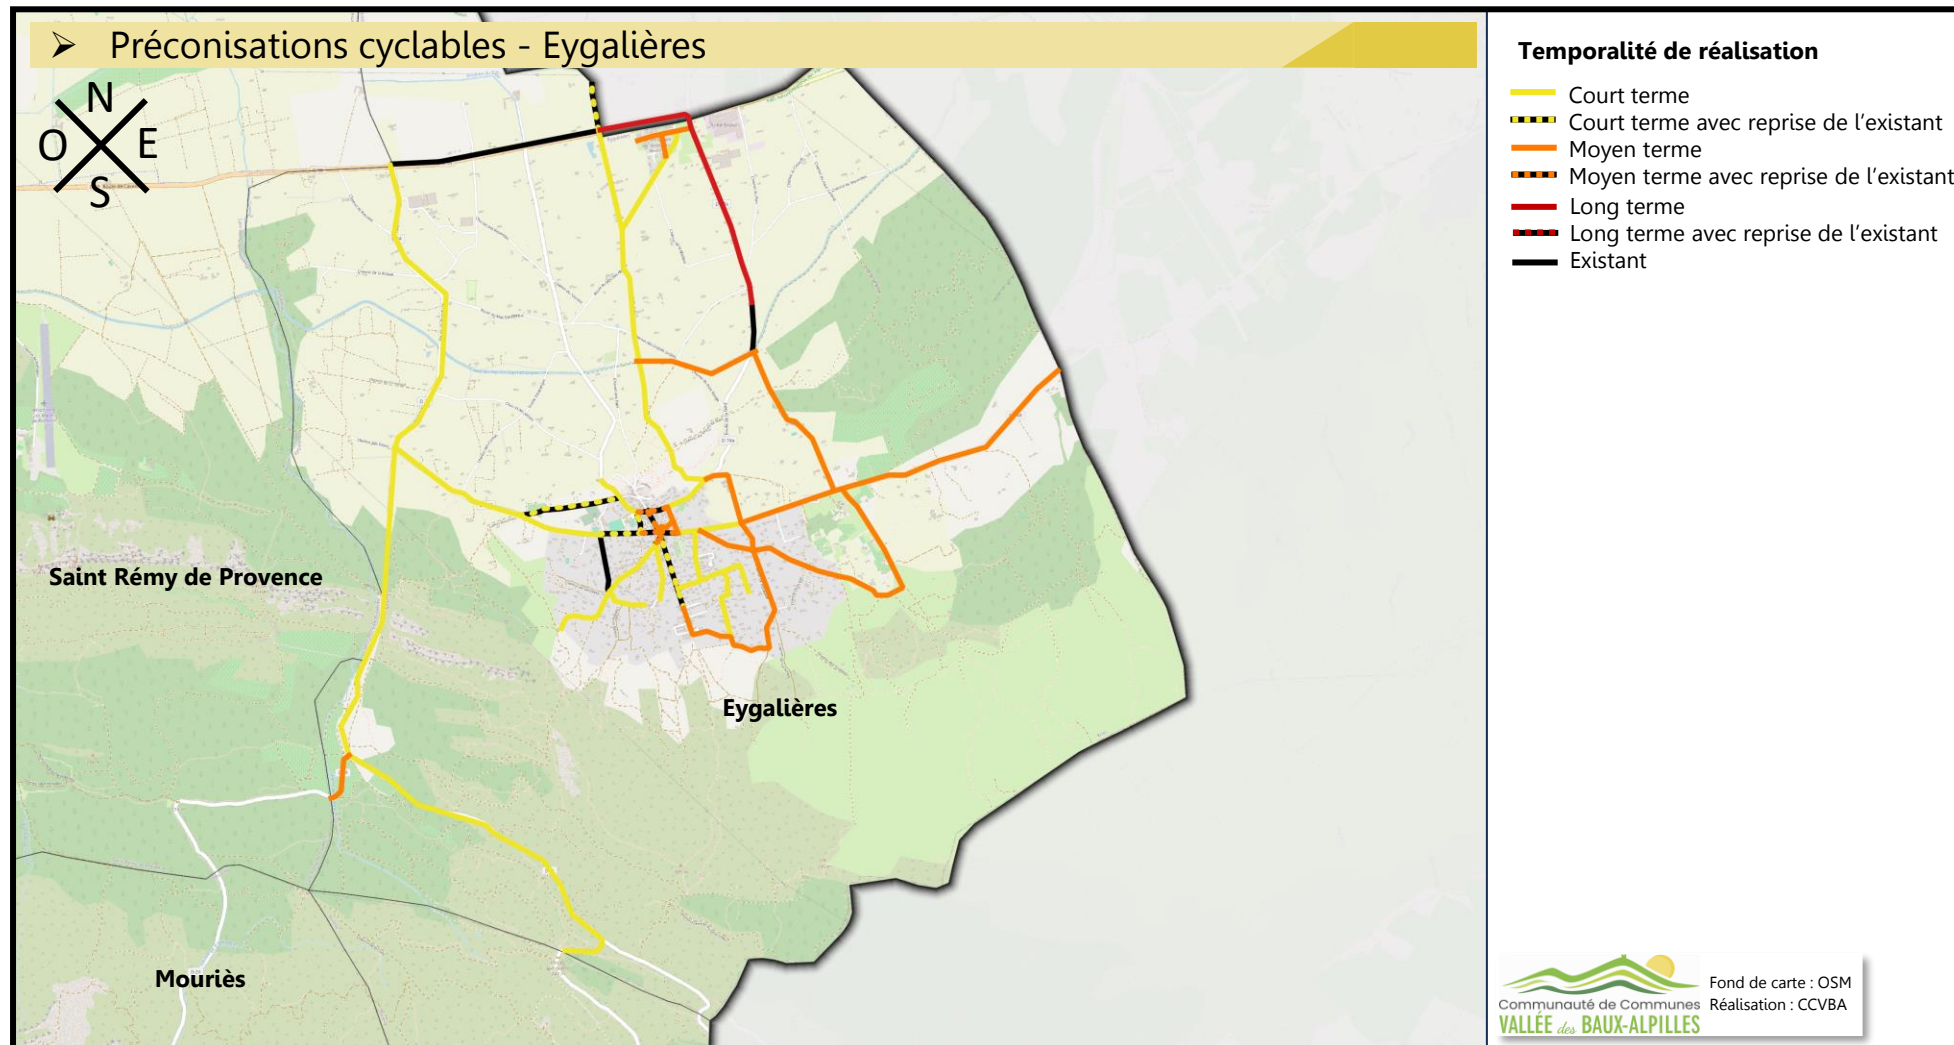 ➢ Préconisations cyclables - Eygalières
N
O E
S
Saint Rémy de Provence
Eygalières
Mouriès
Temporalité de réalisation
Court terme
Court terme avec reprise de l'existant
Moyen terme
Moyen terme avec reprise de l'existant
Long terme
Long terme avec reprise de l'existant
Existant
Communauté de Communes
VALLÉE des BAUX-ALPILLES
Fond de carte : OSM
Réalisation : CCVBA